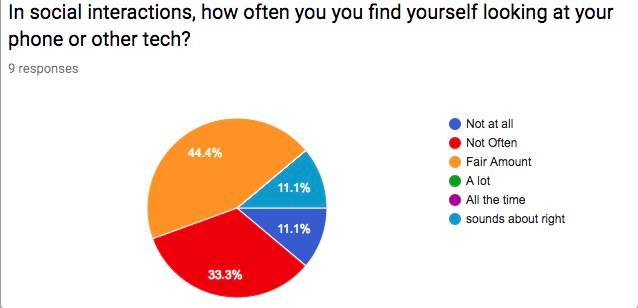 In social interactions, how often you you find yourself looking at your
phone or other tech?
9 responses
44.4%
11.1%
11.1%
33.3%
Not at all
Not Often
Fair Amount
A lot
All the time
sounds about right